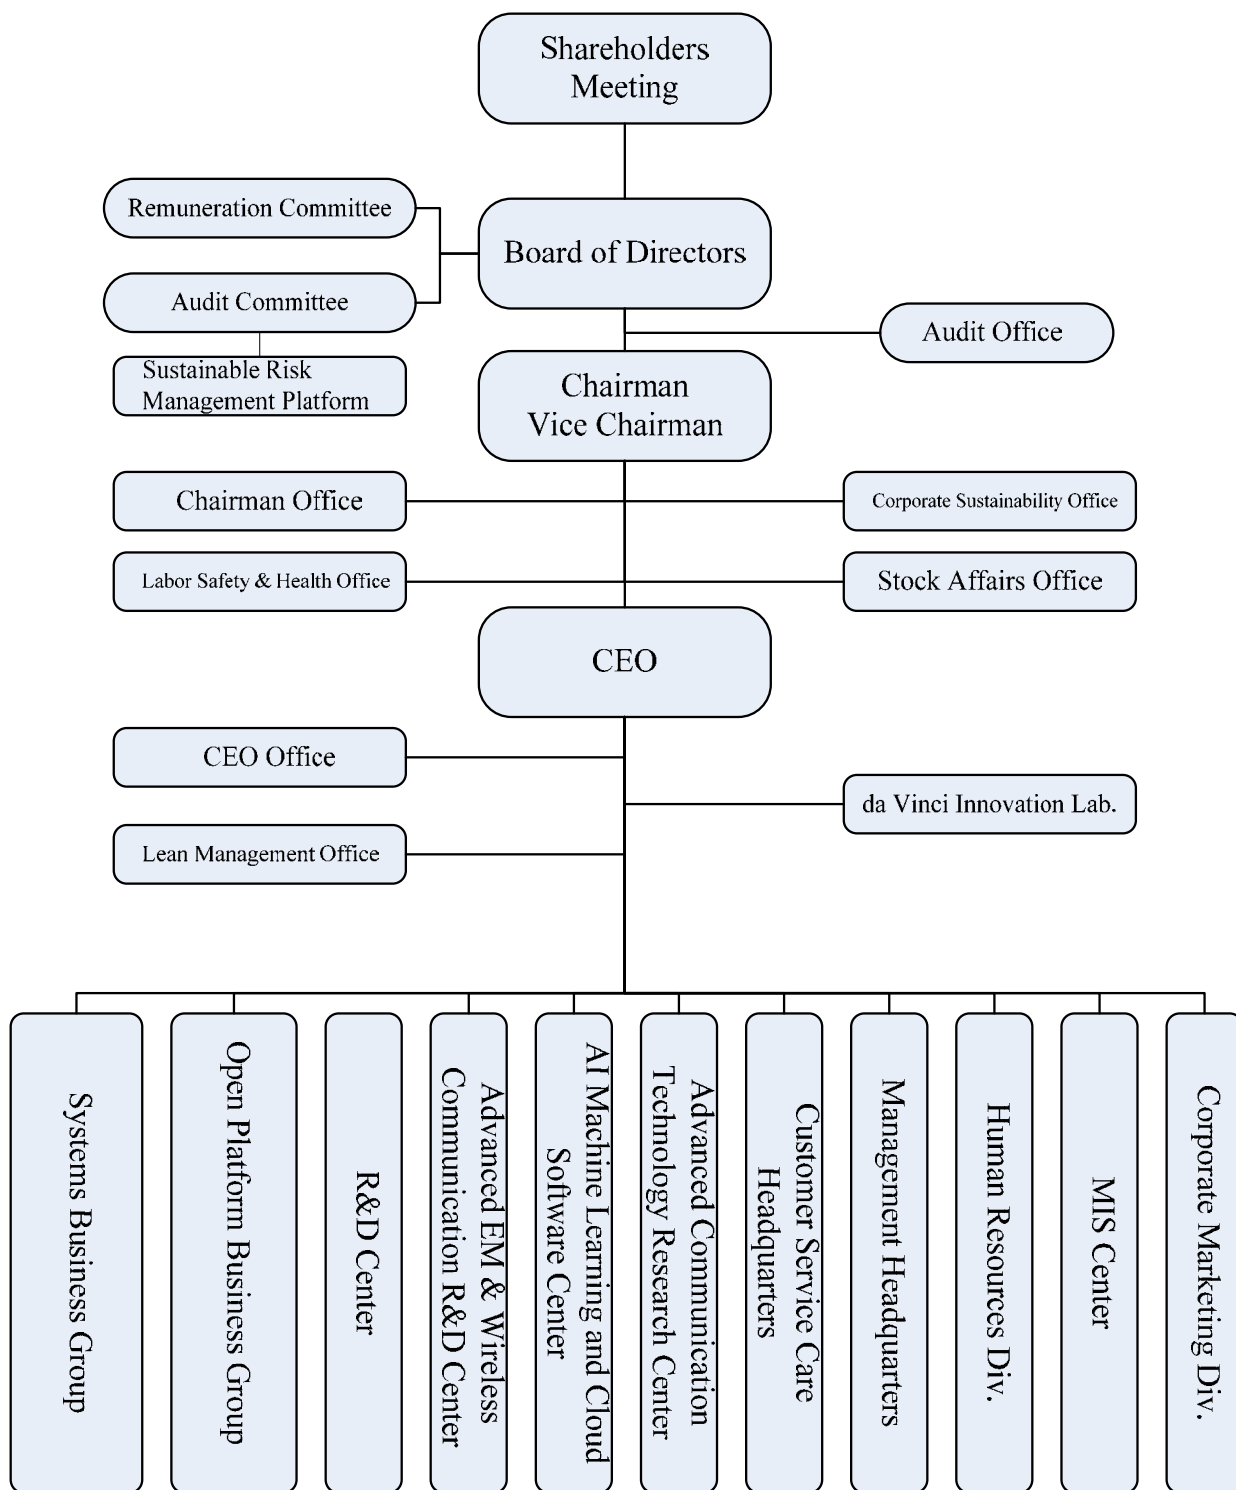 Shareholders
Meeting
Remuneration Committee
Board of Directors
Audit Committee
Audit Office
Sustainable Risk
Management Platform
Chairman
Vice Chairman
Chairman Office
Corporate Sustainability Office
Labor Safety & Health Office
Stock Affairs Office
CEO
CEO Office
da Vinci Innovation Lab.
Lean Management Office
Systems Business Group
Open Platform Business Group
R&D Center
Advanced EM & Wireless
Communication R&D Center
AI Machine Learning and Cloud
Software Center
Advanced Communication
Technology Research Center
Customer Service Care
Headquarters
Management Headquarters
Human Resources Div.
MIS Center
Corporate Marketing Div.